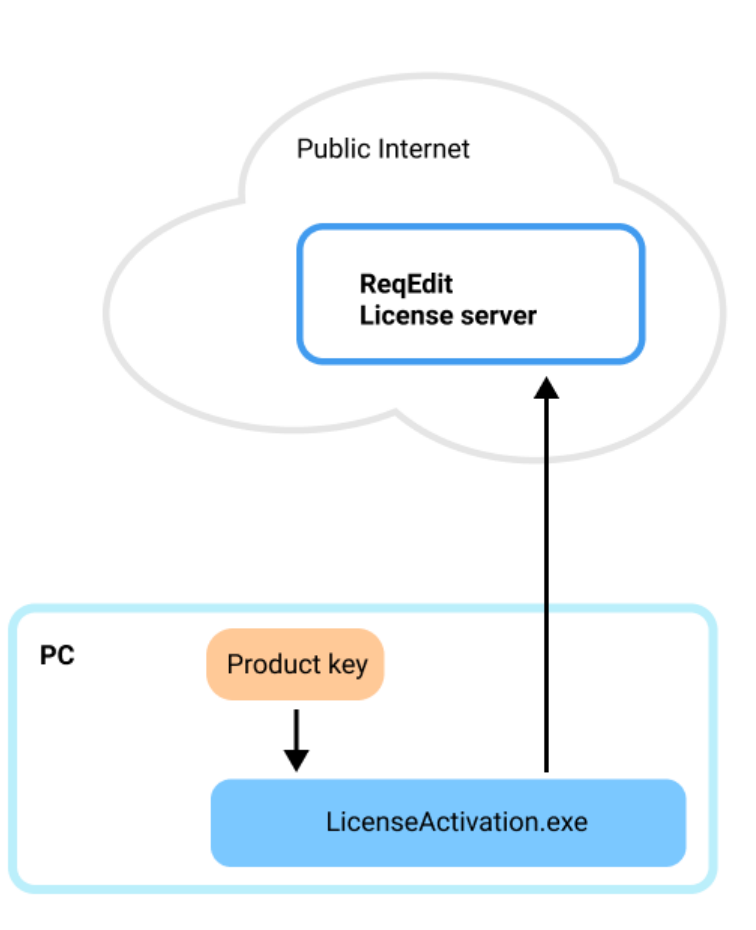 Public Internet
ReqEdit
License server
PC
Product key
LicenseActivation.exe